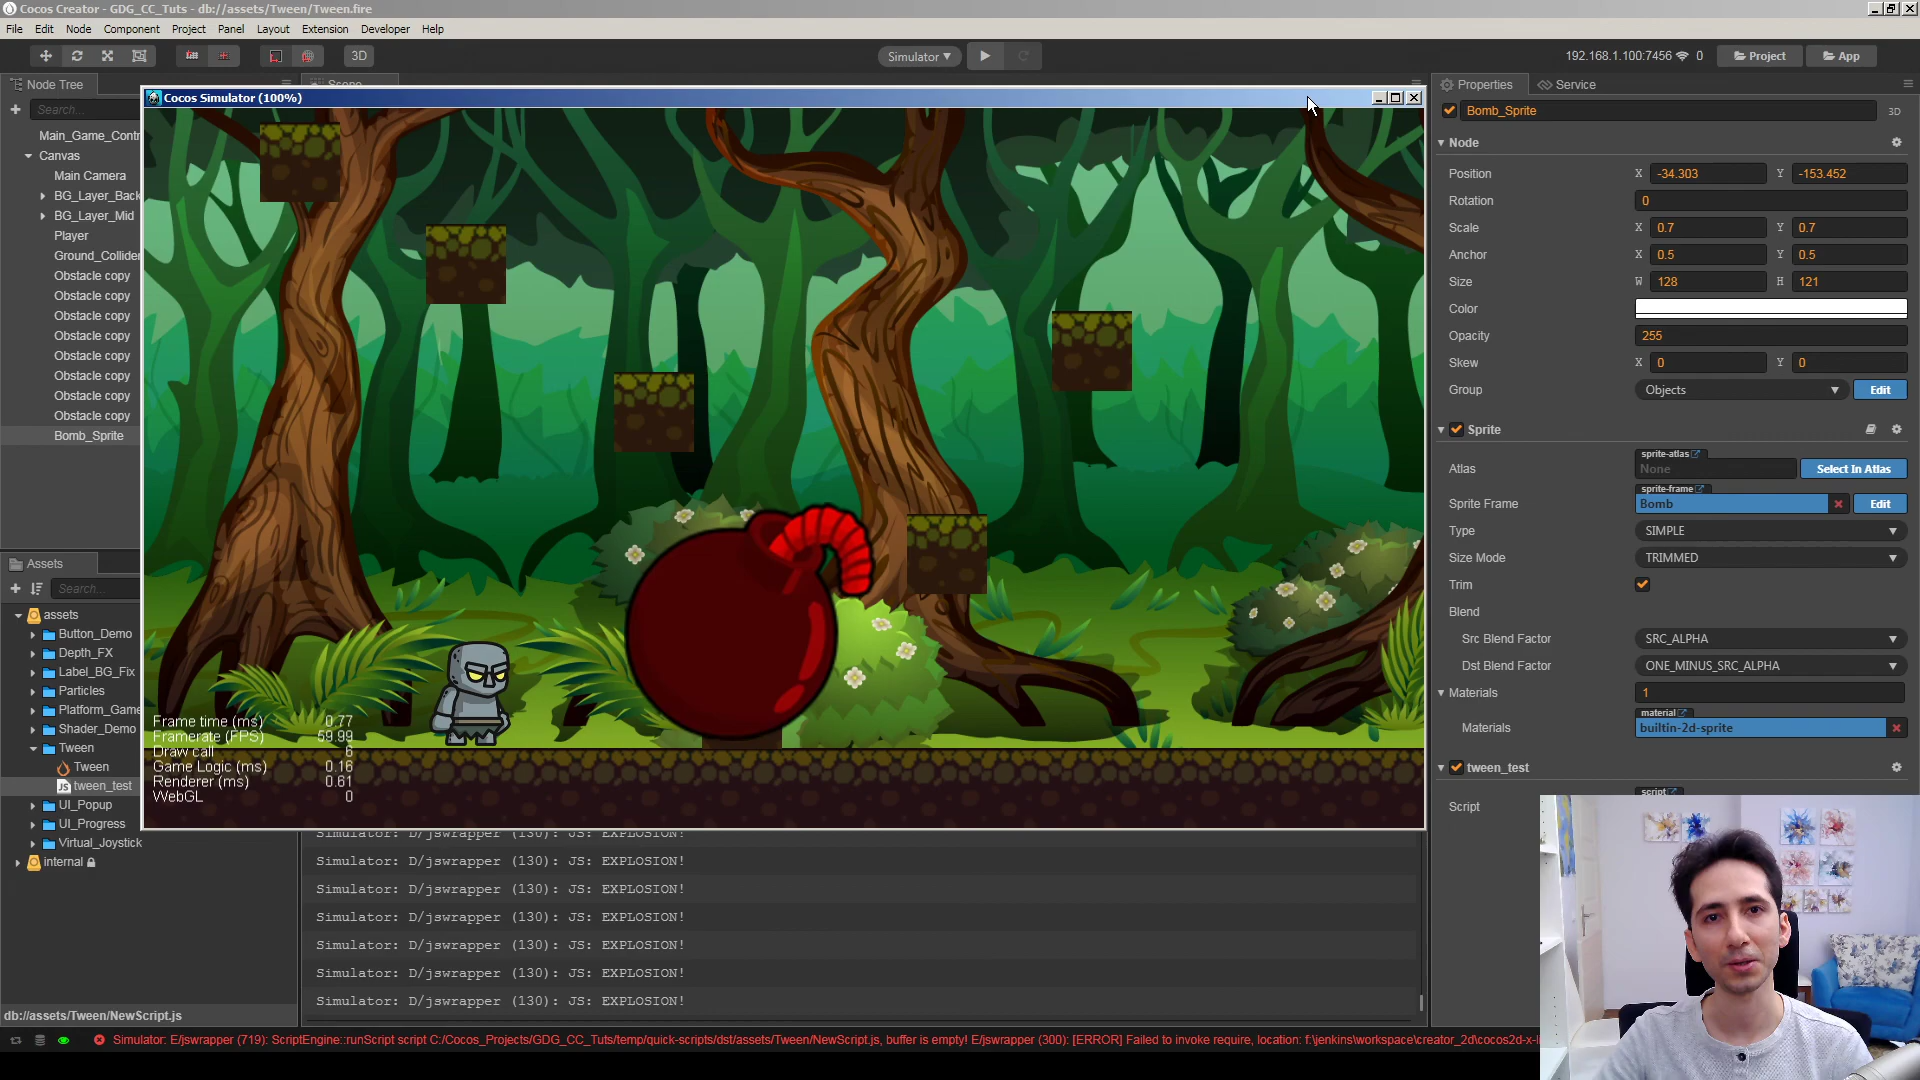 Cocos Creator - GDG_CC_Tuts - db://assets/Tween/Tween.fire
File Edit Node Component Project Panel Layout Extension Developer Help
3D
Simulator
192.168.1.100:7456 0
Project
App
Node Tree
Scene
Search...
Main_Game_Contr
Canvas
Main Camera
BG_Layer_Back
BG_Layer_Mid
Player
Ground_Collider
Obstacle copy
Obstacle copy
Obstacle copy
Obstacle copy
Obstacle copy
Obstacle copy
Obstacle copy
Obstacle copy
Bomb_Sprite
Assets
Search...
assets
Button_Demo
Depth_FX
Label_BG_Fix
Particles
Platform_Game
Shader_Demo
Tween
Tween
JS tween_test
UI_Popup
UI_Progress
Virtual_Joystick
internal
db://assets/Tween/NewScript.js
Cocos Simulator (100%)
Frame time (ms) 0.77
Framerate (FPS) 59.99
Draw call 6
Game Logic (ms) 0.16
Renderer (ms) 0.61
WebGL 0
Simulator: D/jswrapper (130): JS: EXPLOSION!
Simulator: D/jswrapper (130): JS: EXPLOSION!
Simulator: D/jswrapper (130): JS: EXPLOSION!
Simulator: D/jswrapper (130): JS: EXPLOSION!
Simulator: D/jswrapper (130): JS: EXPLOSION!
Simulator: D/jswrapper (130): JS: EXPLOSION!
Simulator: D/jswrapper (130): JS: EXPLOSION!
Simulator: E/jswrapper (719): ScriptEngine::runScript script C:/Cocos_Projects/GDG_CC_Tuts/temp/quick-scripts/dst/assets/Tween/NewScript.js, buffer is empty! E/jswrapper (300): [ERROR] Failed to invoke require, location: f:\jenkins\workspace\creator_2d\cocos2d-x-li
Properties
Service
Bomb_Sprite
3D
Node
Position X -34.303 Y -153.452
Rotation 0
Scale X 0.7 Y 0.7
Anchor X 0.5 Y 0.5
Size W 128 H 121
Color
Opacity 255
Skew X 0 Y 0
Group Objects Edit
Sprite
sprite-atlas
Atlas None Select In Atlas
sprite-frame
Sprite Frame Bomb Edit
Type SIMPLE
Size Mode TRIMMED
Trim
Blend
Src Blend Factor SRC_ALPHA
Dst Blend Factor ONE_MINUS_SRC_ALPHA
Materials 1
material
Materials builtin-2d-sprite
tween_test
script
Script